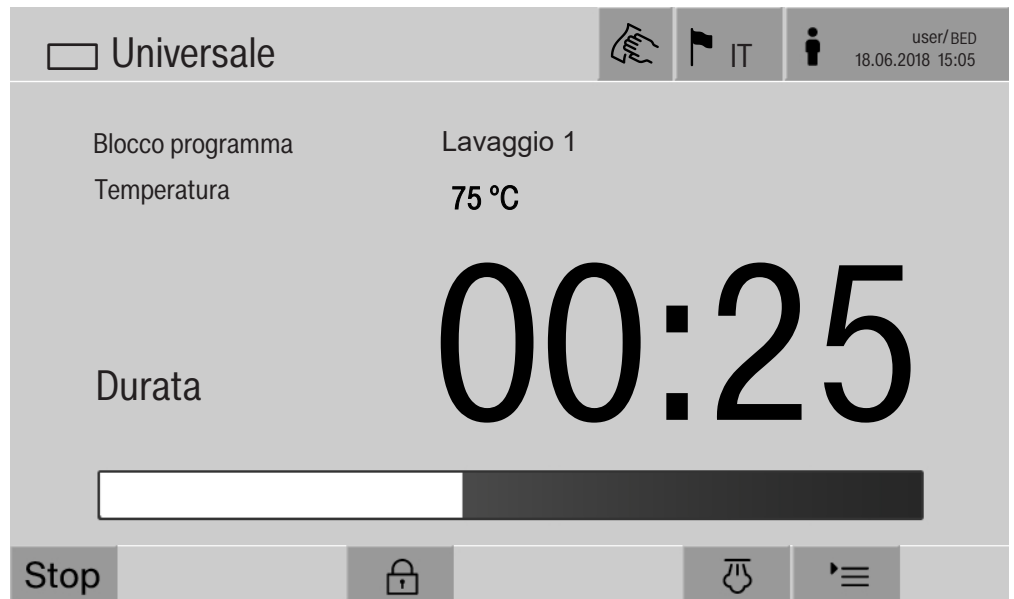 Universale
IT
user/BED
18.06.2018 15:05
Blocco programma
Lavaggio 1
Temperatura
75 °C
Durata
00:25
Stop